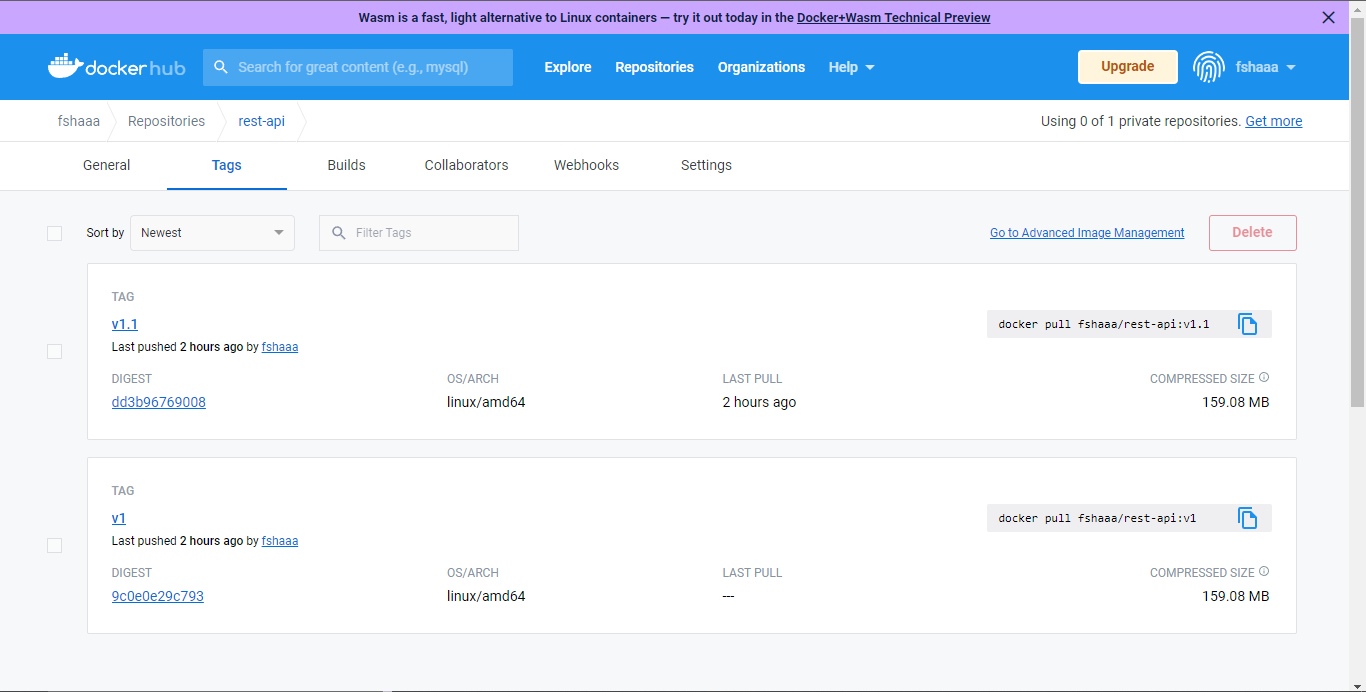 Wasm is a fast, light alternative to Linux containers — try it out today in the Docker+Wasm Technical Preview
dockerhub Search for great content (e.g., mysql) Explore Repositories Organizations Help Upgrade fshaaa
fshaaa Repositories rest-api Using 0 of 1 private repositories. Get more
General Tags Builds Collaborators Webhooks Settings
Sort by Newest Filter Tags Go to Advanced Image Management Delete
TAG
v1.1 docker pull fshaaa/rest-api:v1.1
Last pushed 2 hours ago by fshaaa
DIGEST OS/ARCH LAST PULL COMPRESSED SIZE
dd3b96769008 linux/amd64 2 hours ago 159.08 MB
TAG
v1 docker pull fshaaa/rest-api:v1
Last pushed 2 hours ago by fshaaa
DIGEST OS/ARCH LAST PULL COMPRESSED SIZE
9c0e0e29c793 linux/amd64 --- 159.08 MB